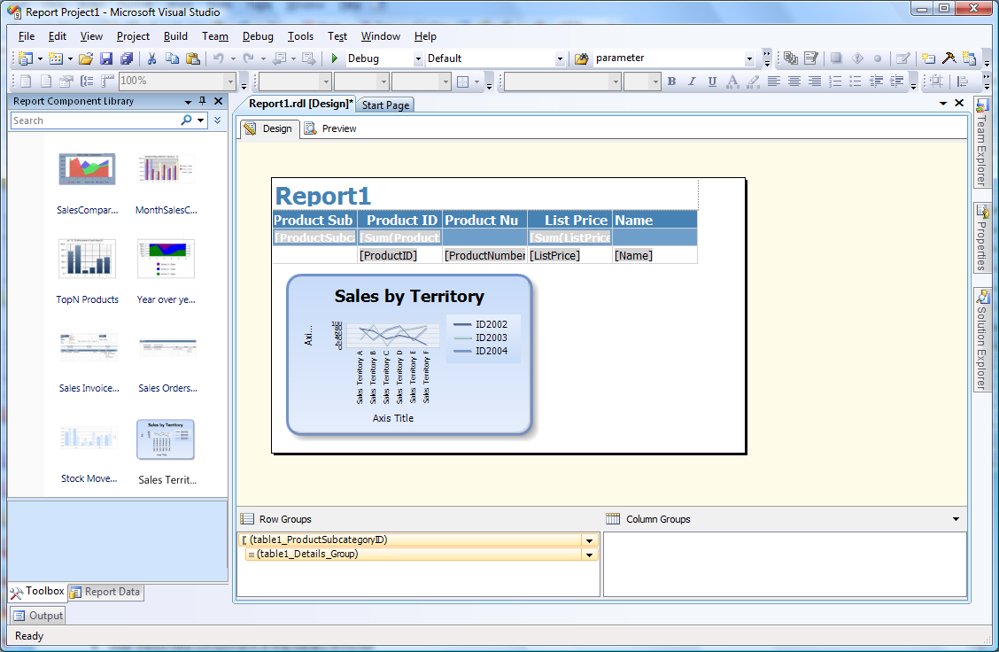 Report Project1 - Microsoft Visual Studio
File Edit View Project Build Team Debug Tools Test Window Help
Debug Default parameter
100% B I U A
Report Component Library
Search
SalesCompar... MonthSalesC...
TopN Products Year over ye...
Sales Invoice... Sales Orders...
Sales by Territory
Stock Move... Sales Territ...
Toolbox Report Data
Output
Ready
Report1.rdl [Design]* Start Page
Design Preview
Report1
Product Sub Product ID Product Nu List Price Name
[ProductSubca [Sum(Product [Sum(ListPrice
[ProductID] [ProductNumber [ListPrice] [Name]
Sales by Territory
Axi...
ID2002
ID2003
ID2004
Sales Territory A
Sales Territory B
Sales Territory C
Sales Territory D
Sales Territory E
Sales Territory F
Axis Title
Row Groups Column Groups
(table1_ProductSubcategoryID)
(table1_Details_Group)
Team Explorer
Properties
Solution Explorer